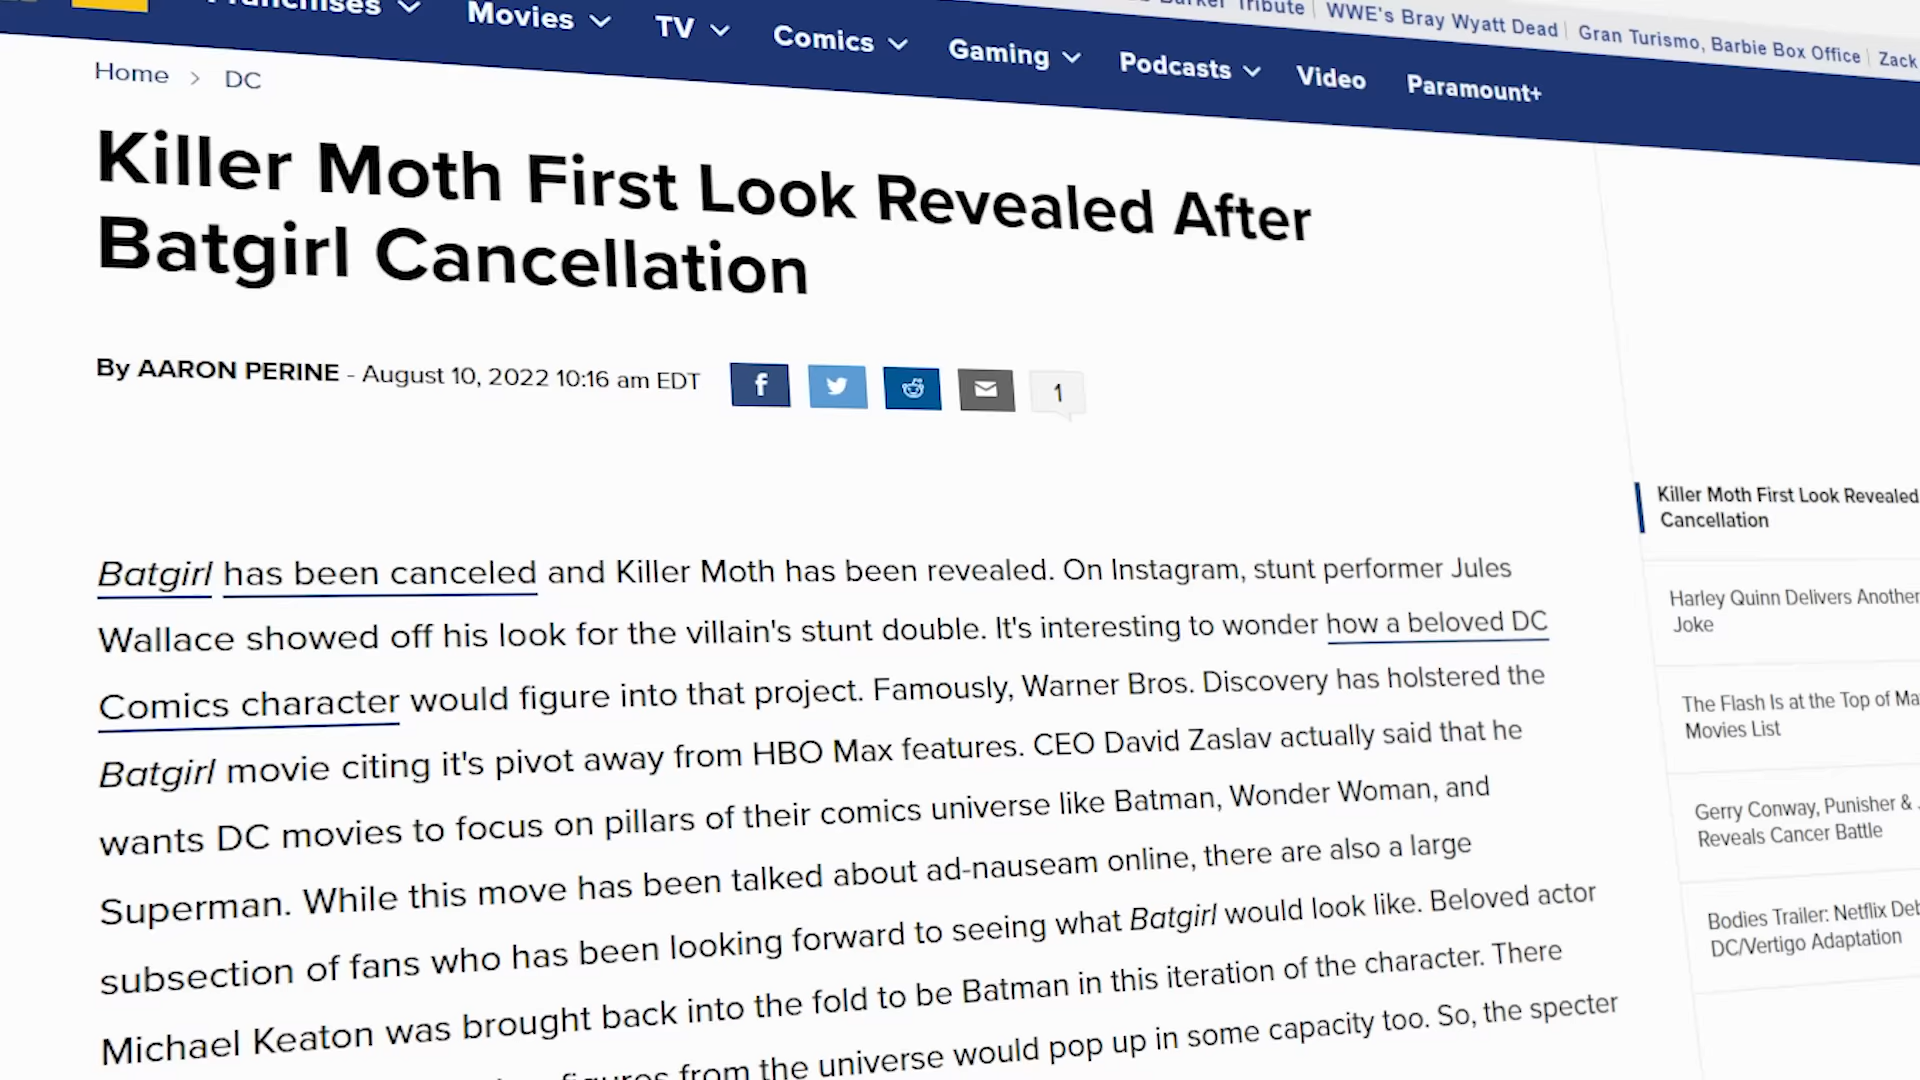 Tribute | WWE's Bray Wyatt Dead | Gran Turismo, Barbie Box Office | Zack
Franchises Movies TV Comics Gaming Podcasts Video Paramount+
Home > DC
Killer Moth First Look Revealed After
Batgirl Cancellation
By AARON PERINE - August 10, 2022 10:16 am EDT
f
1
Batgirl has been canceled and Killer Moth has been revealed. On Instagram, stunt performer Jules
Wallace showed off his look for the villain's stunt double. It's interesting to wonder how a beloved DC
Comics character would figure into that project. Famously, Warner Bros. Discovery has holstered the
Batgirl movie citing it's pivot away from HBO Max features. CEO David Zaslav actually said that he
wants DC movies to focus on pillars of their comics universe like Batman, Wonder Woman, and
Superman. While this move has been talked about ad-nauseam online, there are also a large
subsection of fans who has been looking forward to seeing what Batgirl would look like. Beloved actor
Michael Keaton was brought back into the fold to be Batman in this iteration of the character. There
figures from the universe would pop up in some capacity too. So, the specter
Killer Moth First Look Revealed
Cancellation
Harley Quinn Delivers Another
Joke
The Flash Is at the Top of Ma
Movies List
Gerry Conway, Punisher &
Reveals Cancer Battle
Bodies Trailer: Netflix Deb
DC/Vertigo Adaptation